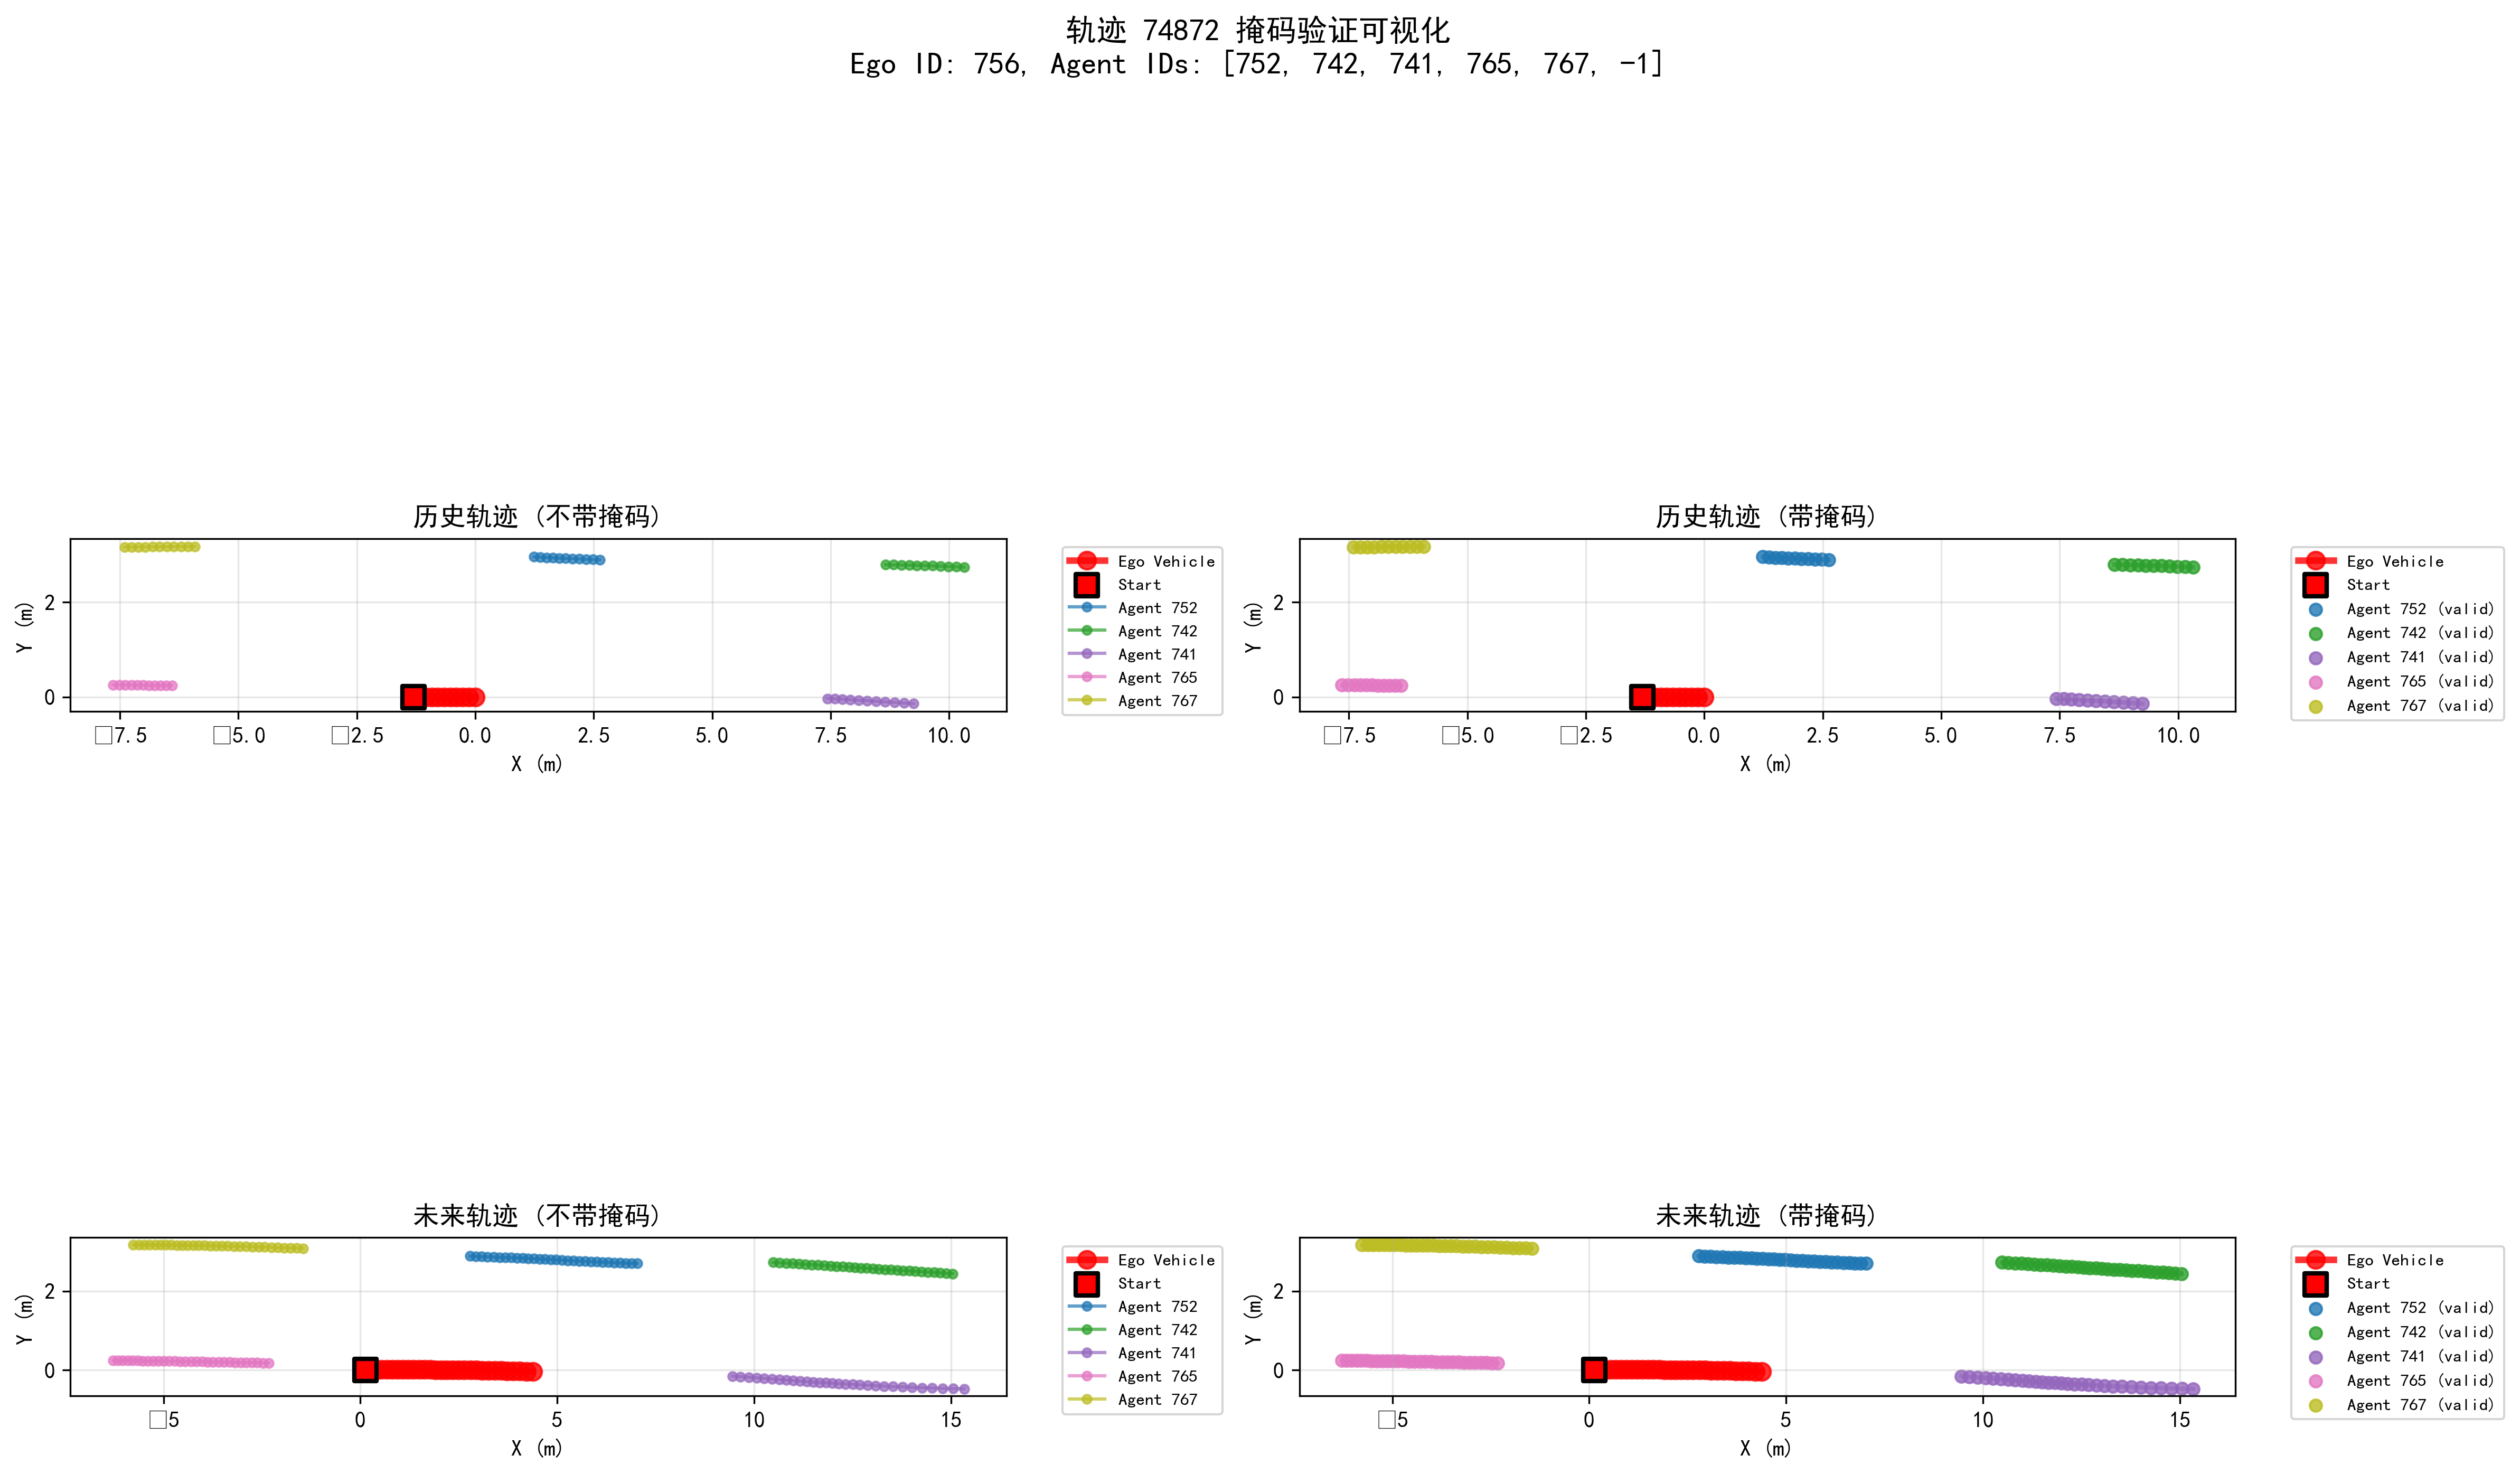 轨迹 74872 掩码验证可视化
Ego ID: 756, Agent IDs: [752, 742, 741, 765, 767, -1]
历史轨迹 (不带掩码)
Y (m)
2
0
□7.5 □5.0 □2.5 0.0 2.5 5.0 7.5 10.0
X (m)
Ego Vehicle
Start
Agent 752
Agent 742
Agent 741
Agent 765
Agent 767
历史轨迹 (带掩码)
Y (m)
2
0
□7.5 □5.0 □2.5 0.0 2.5 5.0 7.5 10.0
X (m)
Ego Vehicle
Start
Agent 752 (valid)
Agent 742 (valid)
Agent 741 (valid)
Agent 765 (valid)
Agent 767 (valid)
未来轨迹 (不带掩码)
Y (m)
2
0
□5 0 5 10 15
X (m)
Ego Vehicle
Start
Agent 752
Agent 742
Agent 741
Agent 765
Agent 767
未来轨迹 (带掩码)
Y (m)
2
0
□5 0 5 10 15
X (m)
Ego Vehicle
Start
Agent 752 (valid)
Agent 742 (valid)
Agent 741 (valid)
Agent 765 (valid)
Agent 767 (valid)